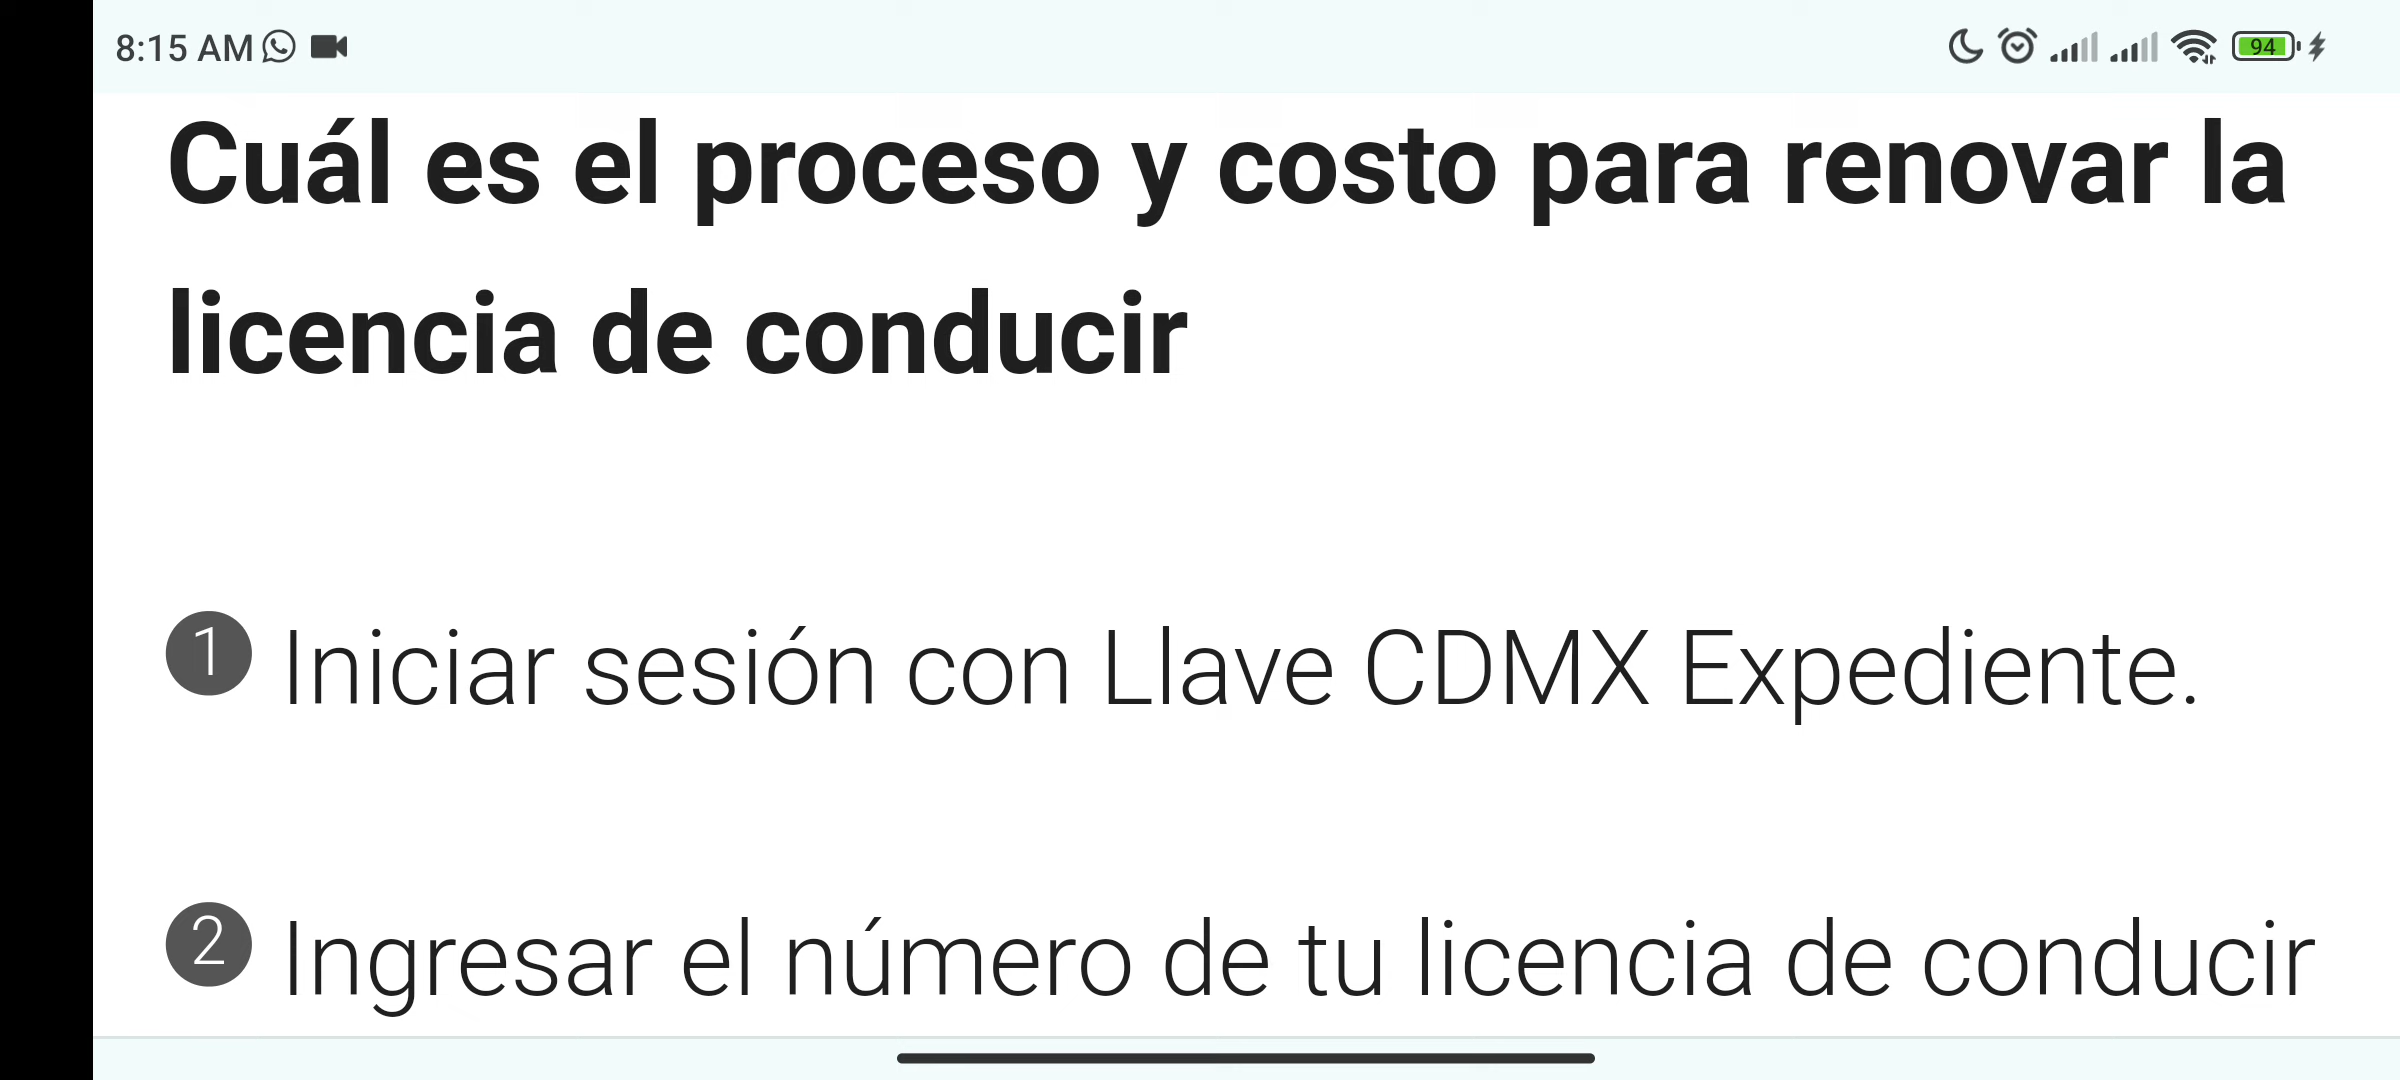 8:15 AM
94
Cuál es el proceso y costo para renovar la
licencia de conducir
1 Iniciar sesión con Llave CDMX Expediente.
2 Ingresar el número de tu licencia de conducir